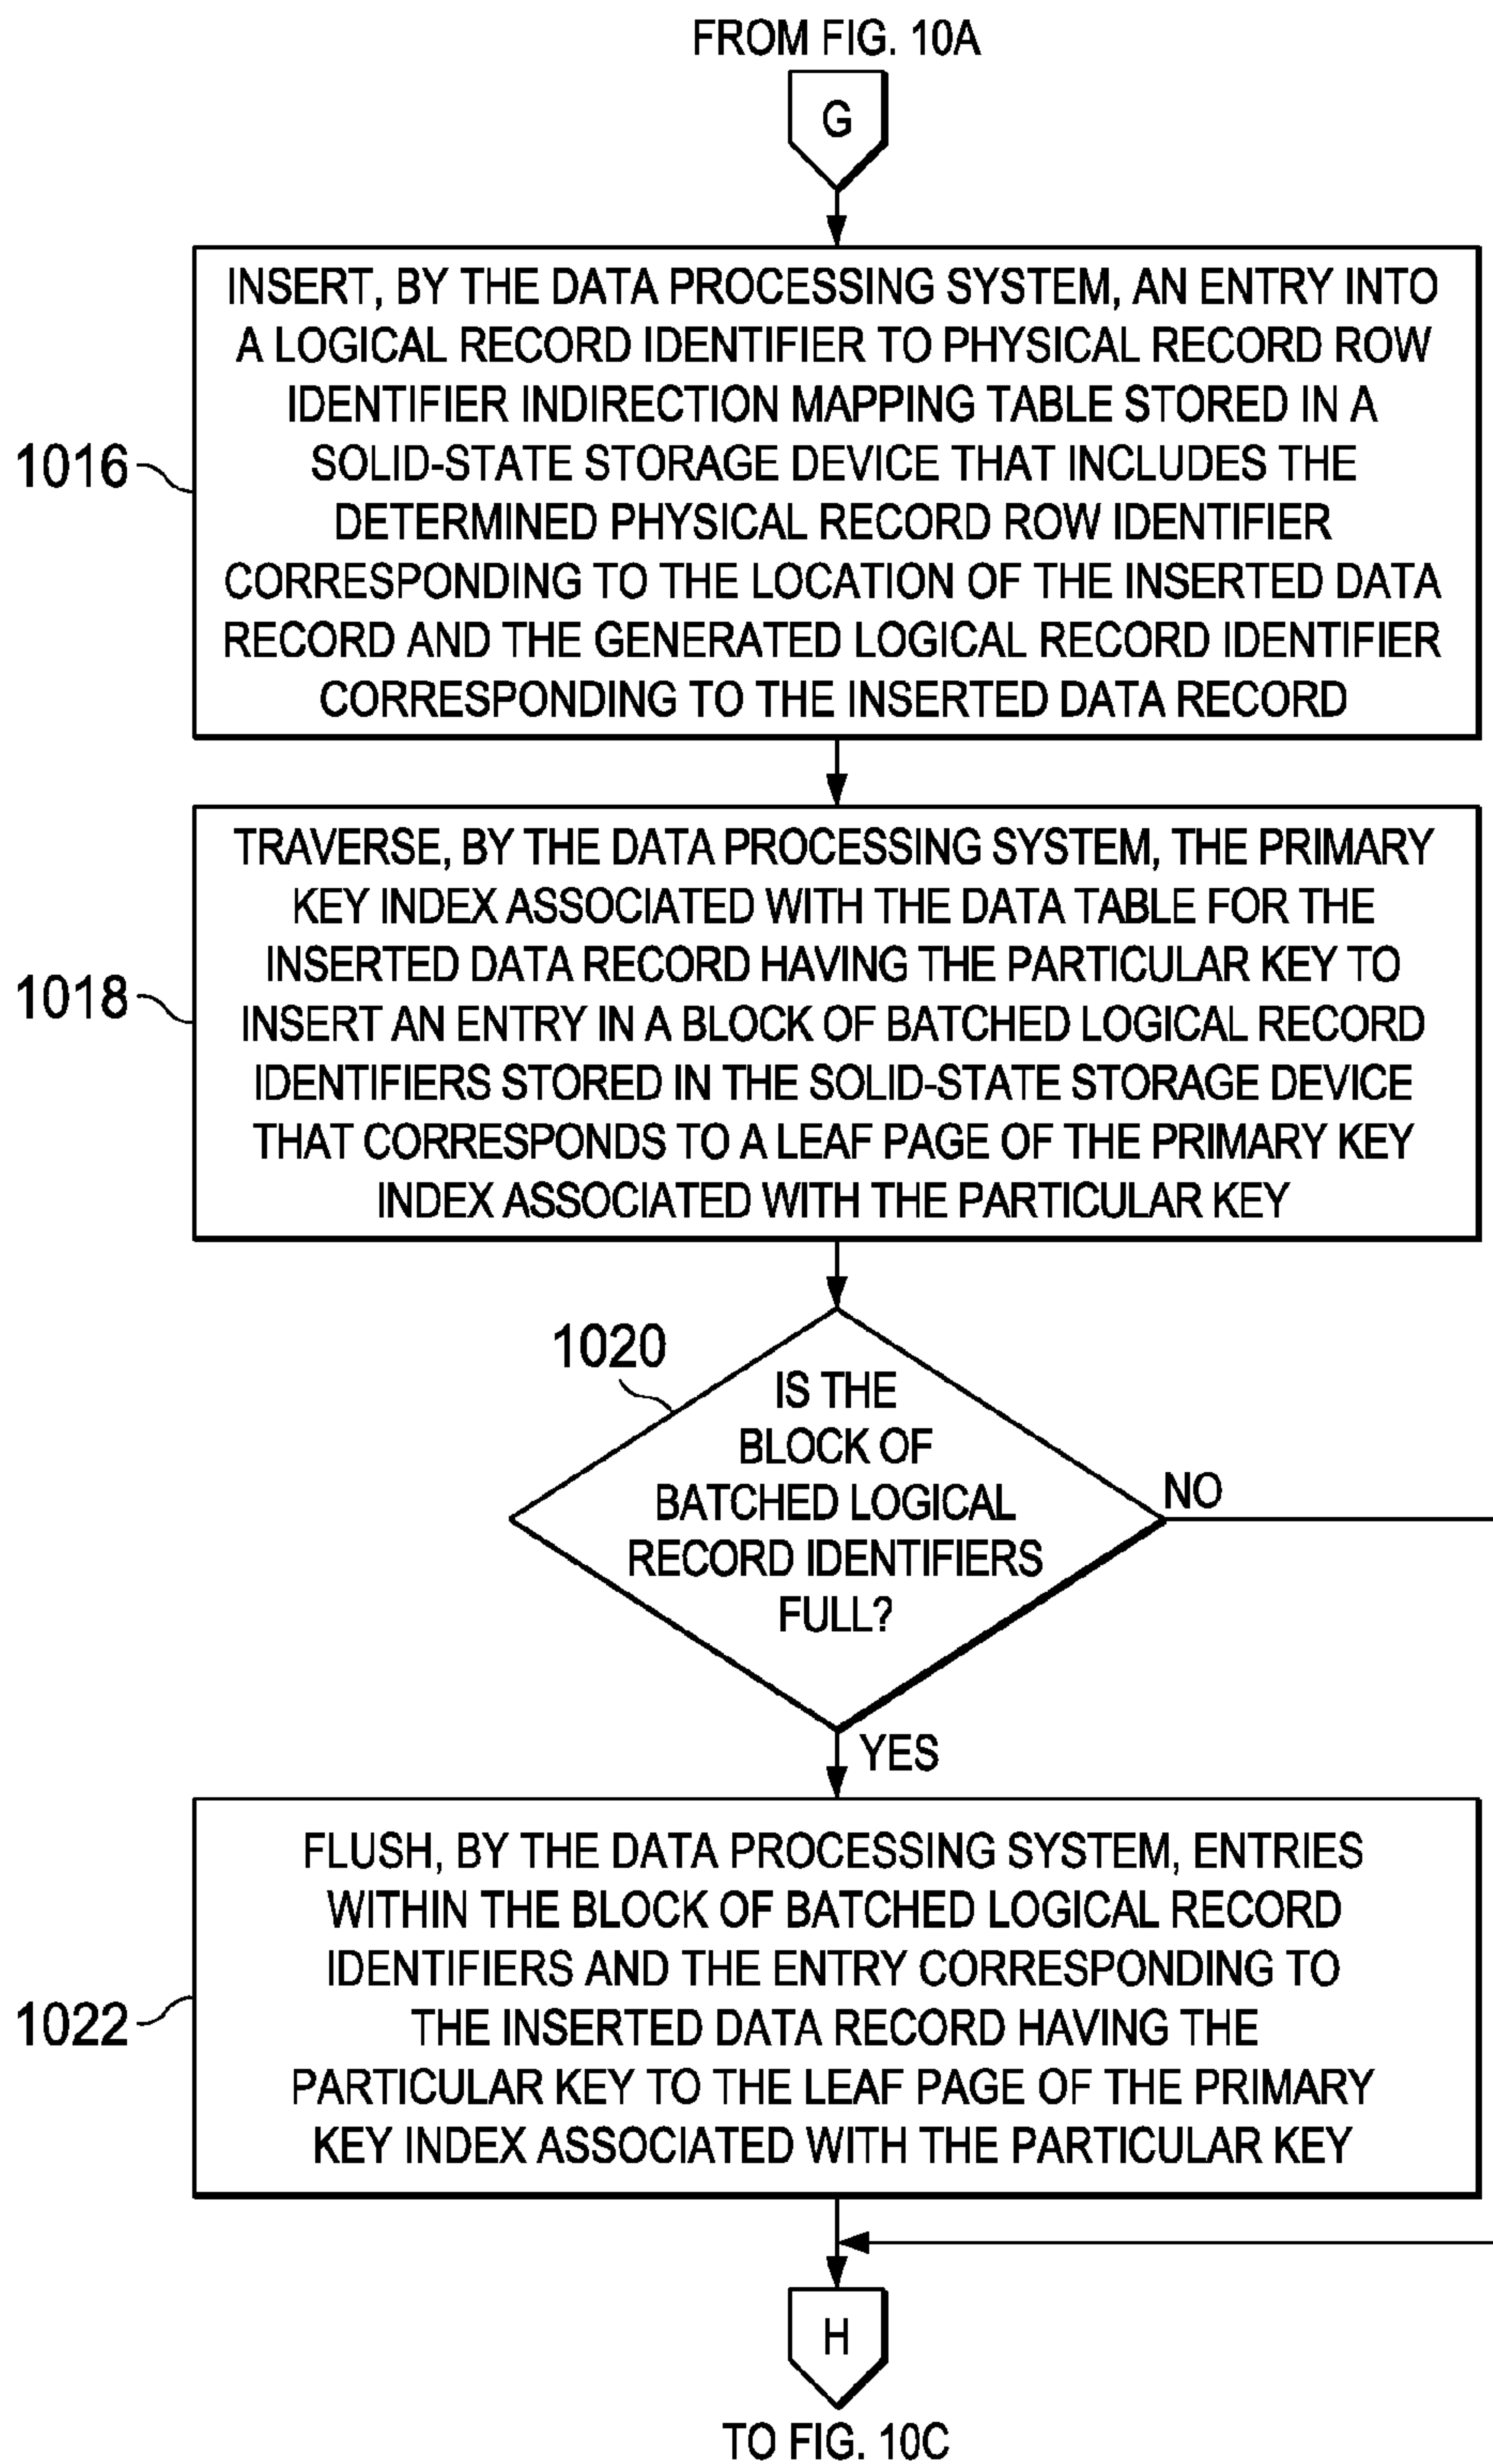 FROM FIG. 10A
G
INSERT, BY THE DATA PROCESSING SYSTEM, AN ENTRY INTO
A LOGICAL RECORD IDENTIFIER TO PHYSICAL RECORD ROW
IDENTIFIER INDIRECTION MAPPING TABLE STORED IN A
SOLID-STATE STORAGE DEVICE THAT INCLUDES THE
DETERMINED PHYSICAL RECORD ROW IDENTIFIER
CORRESPONDING TO THE LOCATION OF THE INSERTED DATA
RECORD AND THE GENERATED LOGICAL RECORD IDENTIFIER
CORRESPONDING TO THE INSERTED DATA RECORD
1016
TRAVERSE, BY THE DATA PROCESSING SYSTEM, THE PRIMARY
KEY INDEX ASSOCIATED WITH THE DATA TABLE FOR THE
INSERTED DATA RECORD HAVING THE PARTICULAR KEY TO
INSERT AN ENTRY IN A BLOCK OF BATCHED LOGICAL RECORD
IDENTIFIERS STORED IN THE SOLID-STATE STORAGE DEVICE
THAT CORRESPONDS TO A LEAF PAGE OF THE PRIMARY KEY
INDEX ASSOCIATED WITH THE PARTICULAR KEY
1018
1020
IS THE
BLOCK OF
BATCHED LOGICAL
RECORD IDENTIFIERS
FULL?
NO
YES
FLUSH, BY THE DATA PROCESSING SYSTEM, ENTRIES
WITHIN THE BLOCK OF BATCHED LOGICAL RECORD
IDENTIFIERS AND THE ENTRY CORRESPONDING TO
THE INSERTED DATA RECORD HAVING THE
PARTICULAR KEY TO THE LEAF PAGE OF THE PRIMARY
KEY INDEX ASSOCIATED WITH THE PARTICULAR KEY
1022
H
TO FIG. 10C